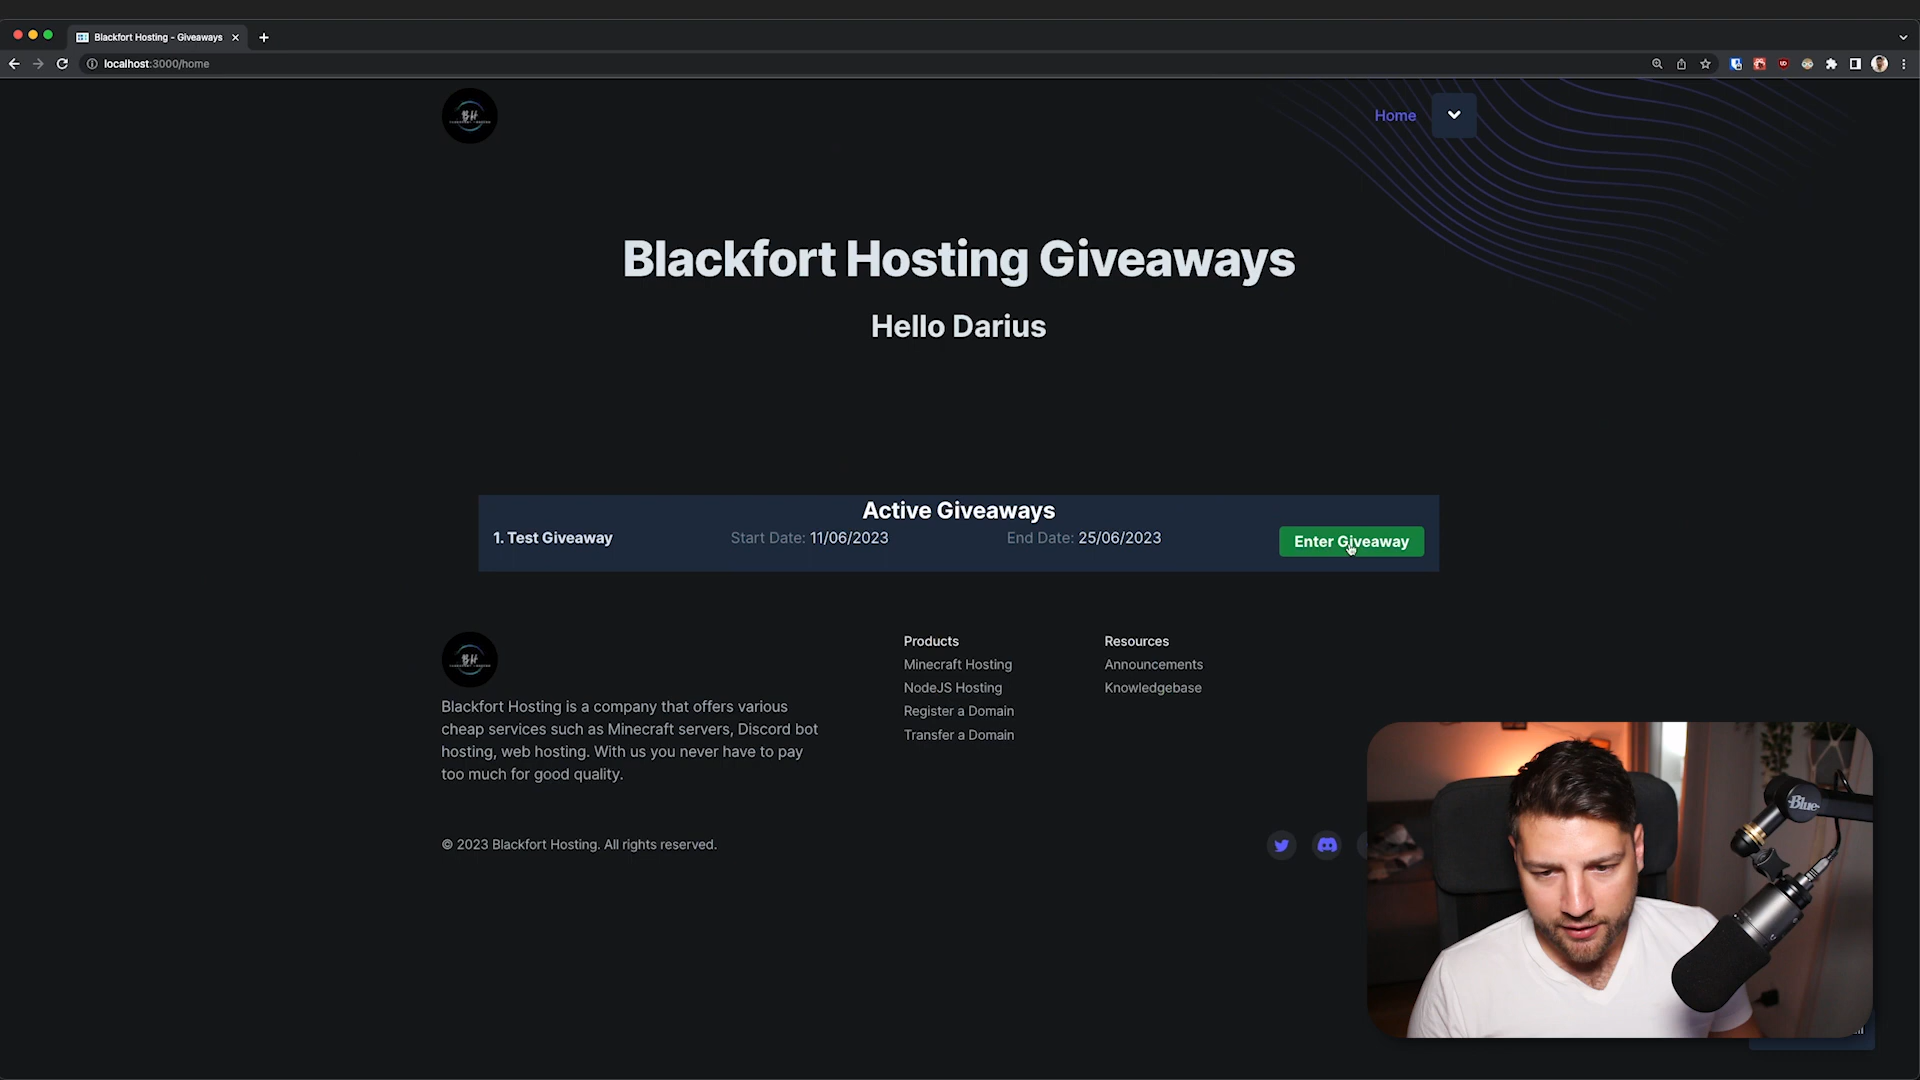 Blackfort Hosting - Giveaways
localhost:3000/home
BH
Home
Blackfort Hosting Giveaways
Hello Darius
Active Giveaways
1. Test Giveaway Start Date: 11/06/2023 End Date: 25/06/2023 Enter Giveaway
BH
Blackfort Hosting is a company that offers various
cheap services such as Minecraft servers, Discord bot
hosting, web hosting. With us you never have to pay
too much for good quality.
Products
Minecraft Hosting
NodeJS Hosting
Register a Domain
Transfer a Domain
Resources
Announcements
Knowledgebase
© 2023 Blackfort Hosting. All rights reserved.
Blue